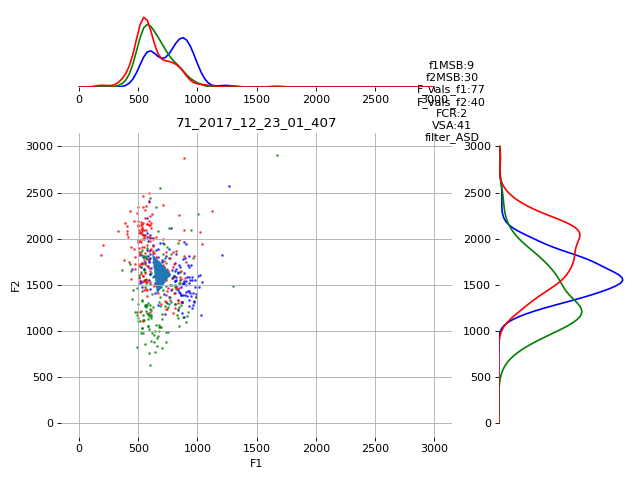 0 500 1000 1500 2000 2500 3000
f1MSB:9
f2MSB:30
F_vals_f1:77
F_vals_f2:40
FCR:2
VSA:41
filter_ASD
71_2017_12_23_01_407
3000
2500
2000
1500
1000
500
0
F2
0 500 1000 1500 2000 2500 3000
F1
3000
2500
2000
1500
1000
500
0